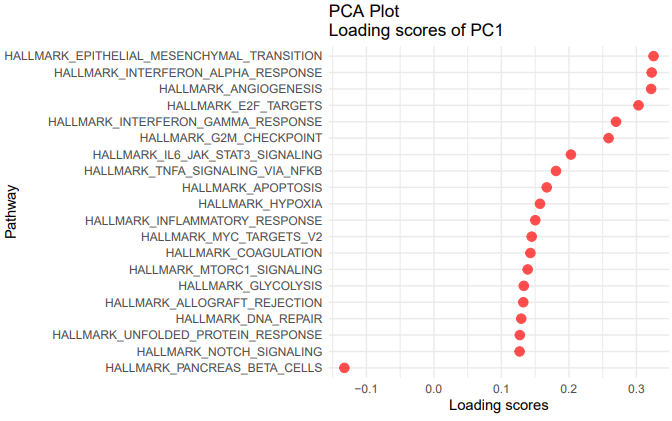 PCA Plot
Loading scores of PC1
Pathway
HALLMARK_EPITHELIAL_MESENCHYMAL_TRANSITION
HALLMARK_INTERFERON_ALPHA_RESPONSE
HALLMARK_ANGIOGENESIS
HALLMARK_E2F_TARGETS
HALLMARK_INTERFERON_GAMMA_RESPONSE
HALLMARK_G2M_CHECKPOINT
HALLMARK_IL6_JAK_STAT3_SIGNALING
HALLMARK_TNFA_SIGNALING_VIA_NFKB
HALLMARK_APOPTOSIS
HALLMARK_HYPOXIA
HALLMARK_INFLAMMATORY_RESPONSE
HALLMARK_MYC_TARGETS_V2
HALLMARK_COAGULATION
HALLMARK_MTORC1_SIGNALING
HALLMARK_GLYCOLYSIS
HALLMARK_ALLOGRAFT_REJECTION
HALLMARK_DNA_REPAIR
HALLMARK_UNFOLDED_PROTEIN_RESPONSE
HALLMARK_NOTCH_SIGNALING
HALLMARK_PANCREAS_BETA_CELLS
−0.1 0.0 0.1 0.2 0.3
Loading scores